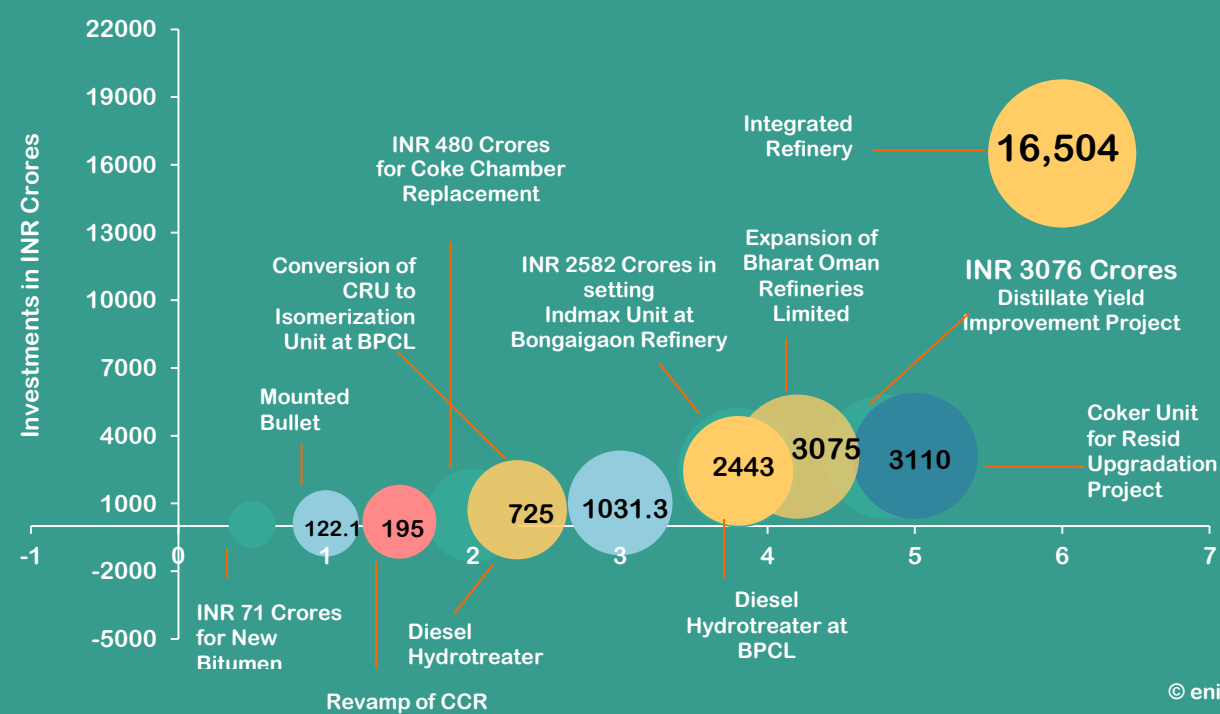 22000
19000
16000
13000
10000
7000
4000
1000
-2000
-5000
Investments in INR Crores
-1
0
1
2
3
4
5
6
7
INR 480 Crores
for Coke Chamber
Replacement
Conversion of
CRU to
Isomerization
Unit at BPCL
Mounted
Bullet
INR 2582 Crores in
setting
Indmax Unit at
Bongaigaon Refinery
Integrated
Refinery
16,504
Expansion of
Bharat Oman
Refineries
Limited
INR 3076 Crores
Distillate Yield
Improvement Project
Coker Unit
for Resid
Upgradation
Project
122.1
195
725
1031.3
2443
3075
3110
INR 71 Crores
for New
Bitumen
Diesel
Hydrotreater
Diesel
Hydrotreater at
BPCL
Revamp of CCR
© eni